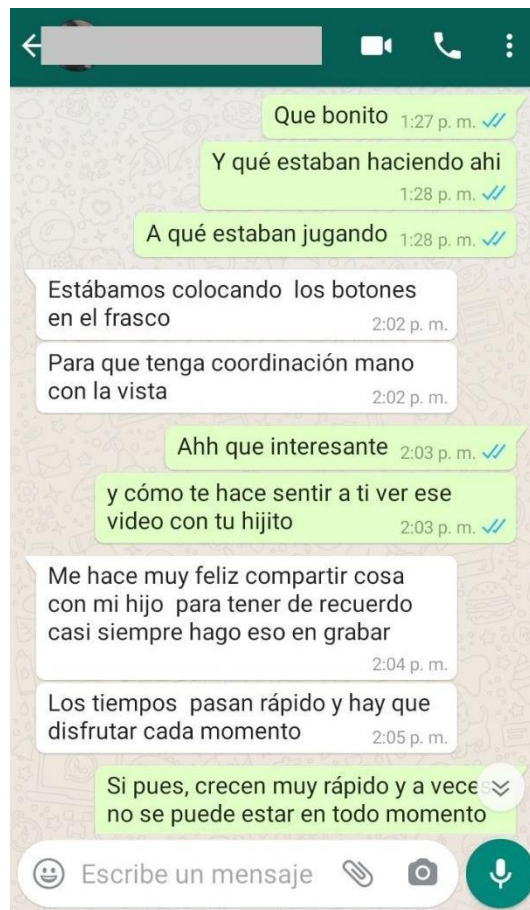 Que bonito 1:27 p. m.
Y qué estaban haciendo ahi
1:28 p. m.
A qué estaban jugando 1:28 p. m.
Estábamos colocando los botones
en el frasco 2:02 p. m.
Para que tenga coordinación mano
con la vista 2:02 p. m.
Ahh que interesante 2:03 p. m.
y cómo te hace sentir a ti ver ese
video con tu hijito 2:03 p. m.
Me hace muy feliz compartir cosa
con mi hijo para tener de recuerdo
casi siempre hago eso en grabar
2:04 p. m.
Los tiempos pasan rápido y hay que
disfrutar cada momento 2:05 p. m.
Si pues, crecen muy rápido y a veces
no se puede estar en todo momento
Escribe un mensaje